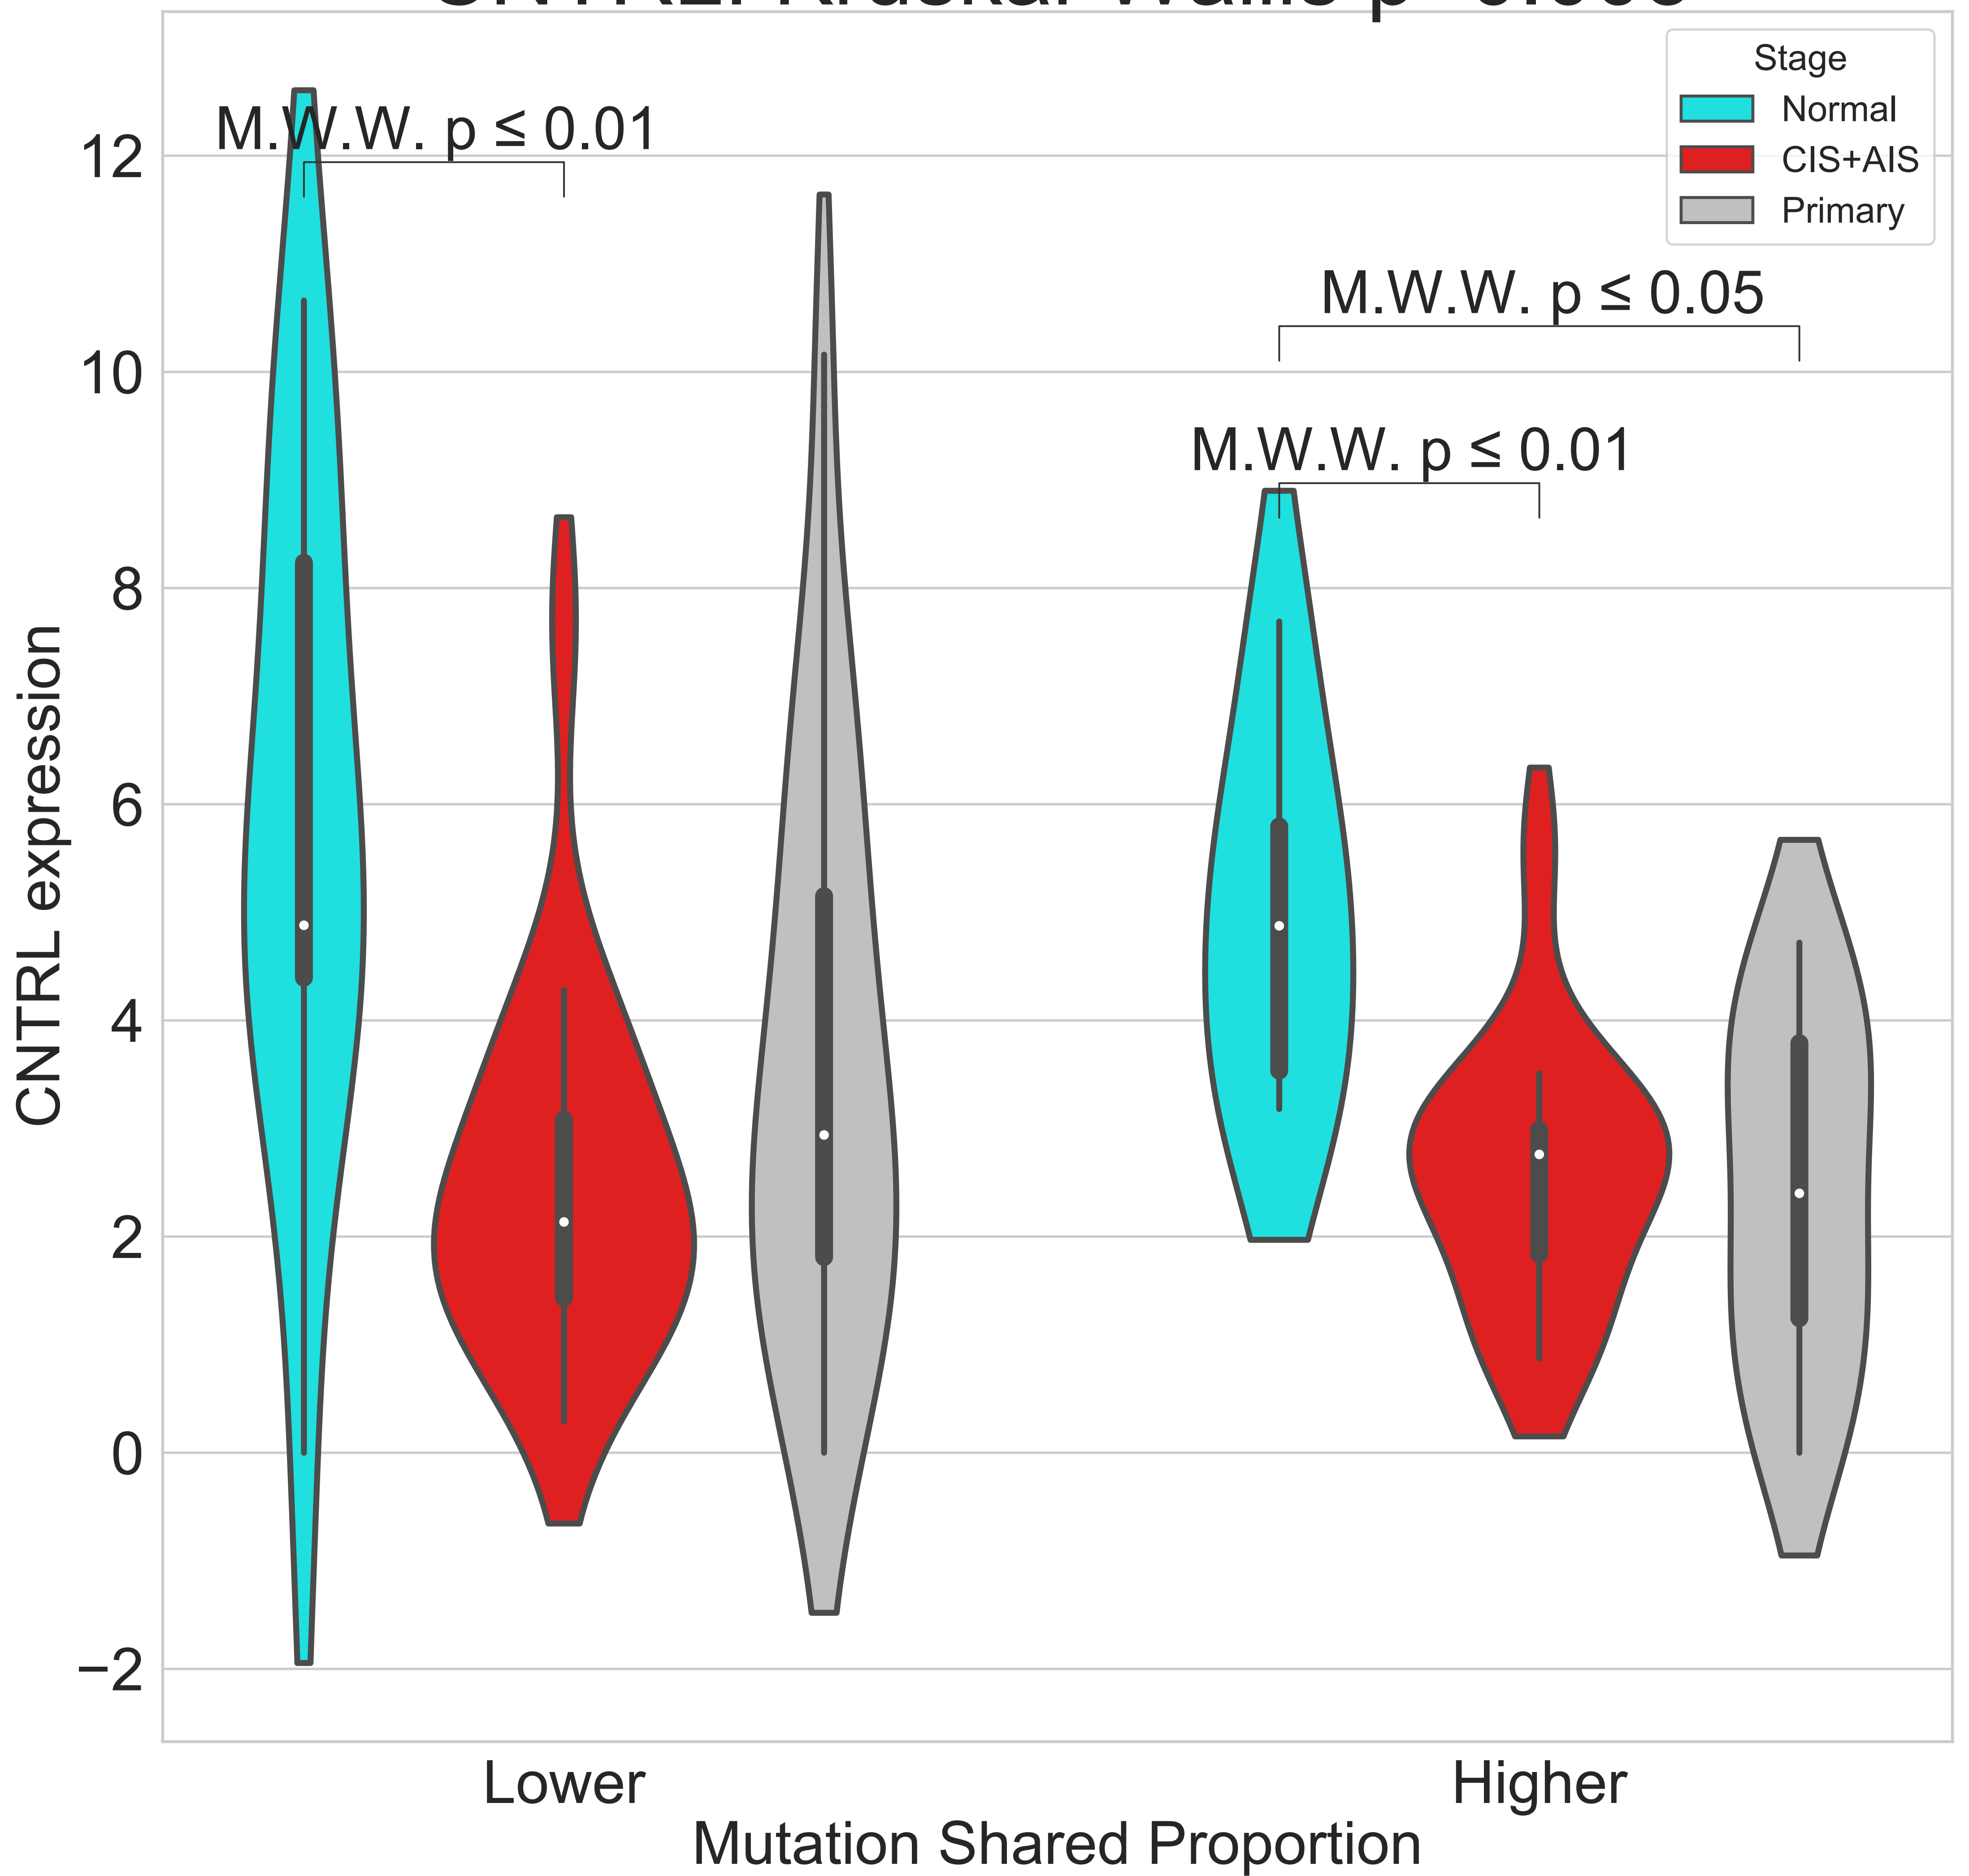 Stage
Normal
CIS+AIS
Primary
M.W.W. p ≤ 0.01
M.W.W. p ≤ 0.05
M.W.W. p ≤ 0.01
12
10
8
6
4
2
0
−2
CNTRL expression
Lower
Higher
Mutation Shared Proportion